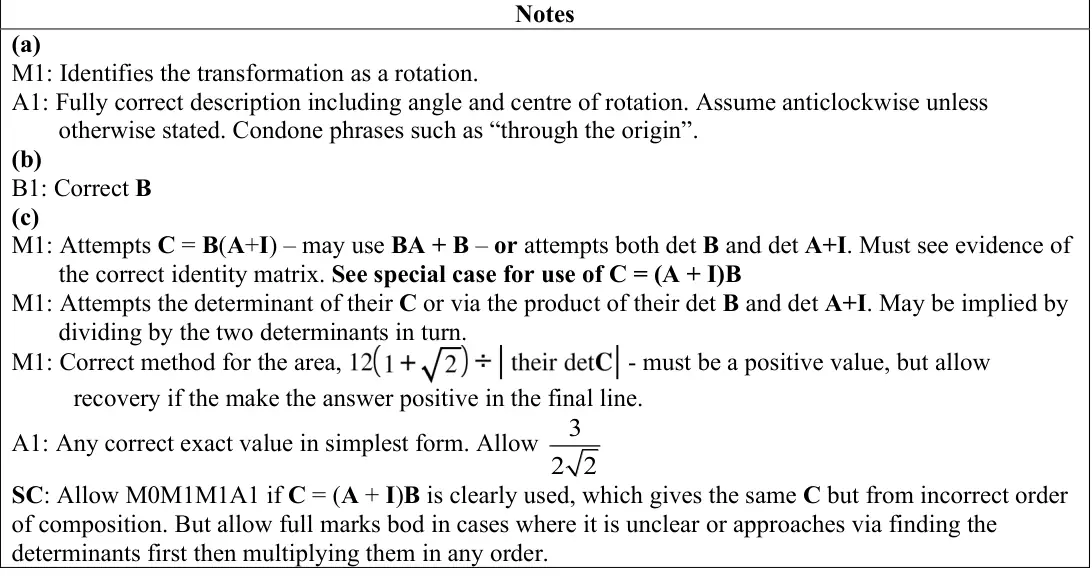 Notes
(a)
M1: Identifies the transformation as a rotation.
A1: Fully correct description including angle and centre of rotation. Assume anticlockwise unless
otherwise stated. Condone phrases such as “through the origin”.
(b)
B1: Correct B
(c)
M1: Attempts C = B(A+I) – may use BA + B – or attempts both det B and det A+I. Must see evidence of
the correct identity matrix. See special case for use of C = (A + I)B
M1: Attempts the determinant of their C or via the product of their det B and det A+I. May be implied by
dividing by the two determinants in turn.
M1: Correct method for the area, 12(1 + √2) ÷ | their detC| - must be a positive value, but allow
recovery if the make the answer positive in the final line.
A1: Any correct exact value in simplest form. Allow 3/(2√2)
SC: Allow M0M1M1A1 if C = (A + I)B is clearly used, which gives the same C but from incorrect order
of composition. But allow full marks bod in cases where it is unclear or approaches via finding the
determinants first then multiplying them in any order.